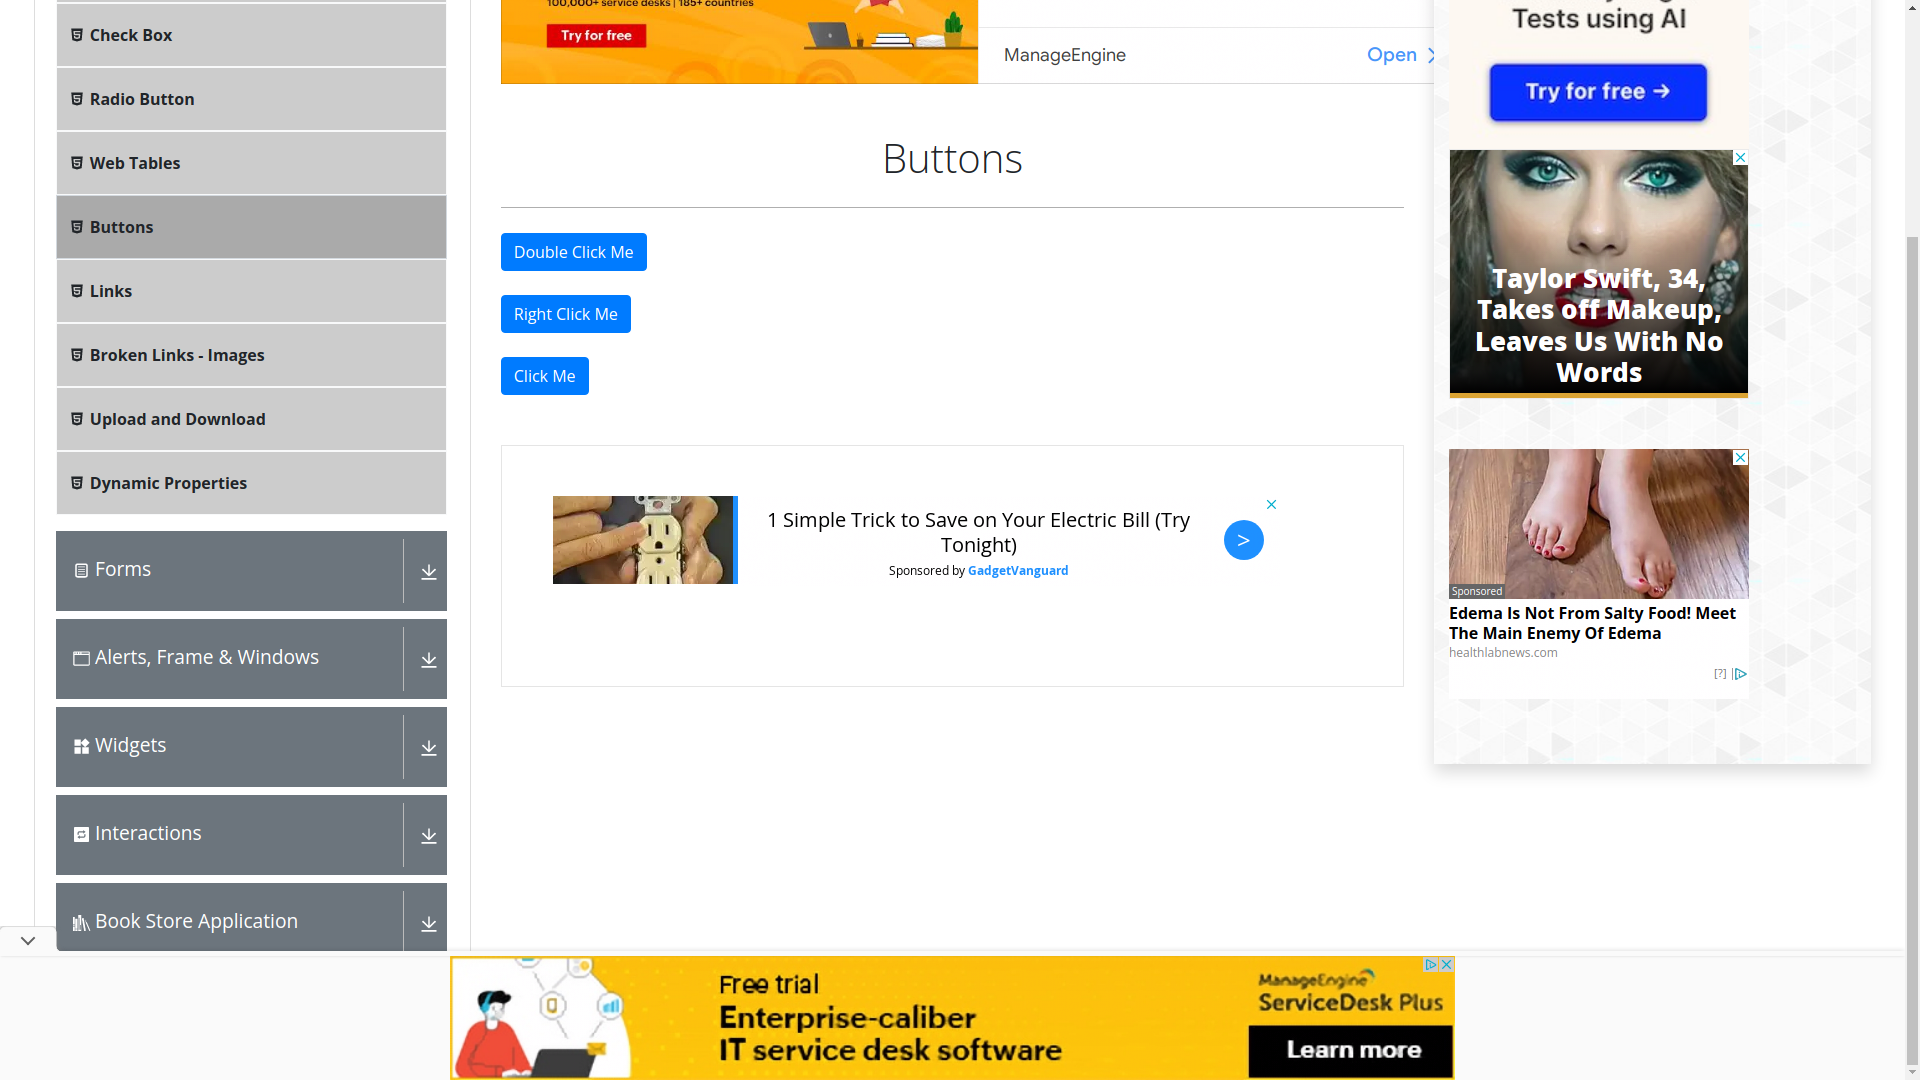 Check Box
Radio Button
Web Tables
Buttons
Links
Broken Links - Images
Upload and Download
Dynamic Properties
Forms
Alerts, Frame & Windows
Widgets
Interactions
Book Store Application
100,000+ service desks | 185+ countries
Try for free
ManageEngine
Open
Buttons
Double Click Me
Right Click Me
Click Me
1 Simple Trick to Save on Your Electric Bill (Try
Tonight)
Sponsored by GadgetVanguard
>
Tests using AI
Try for free →
Taylor Swift, 34,
Takes off Makeup,
Leaves Us With No
Words
Sponsored
Edema Is Not From Salty Food! Meet
The Main Enemy Of Edema
healthlabnews.com
[?]
Free trial
Enterprise-caliber
IT service desk software
ManageEngine
ServiceDesk Plus
Learn more